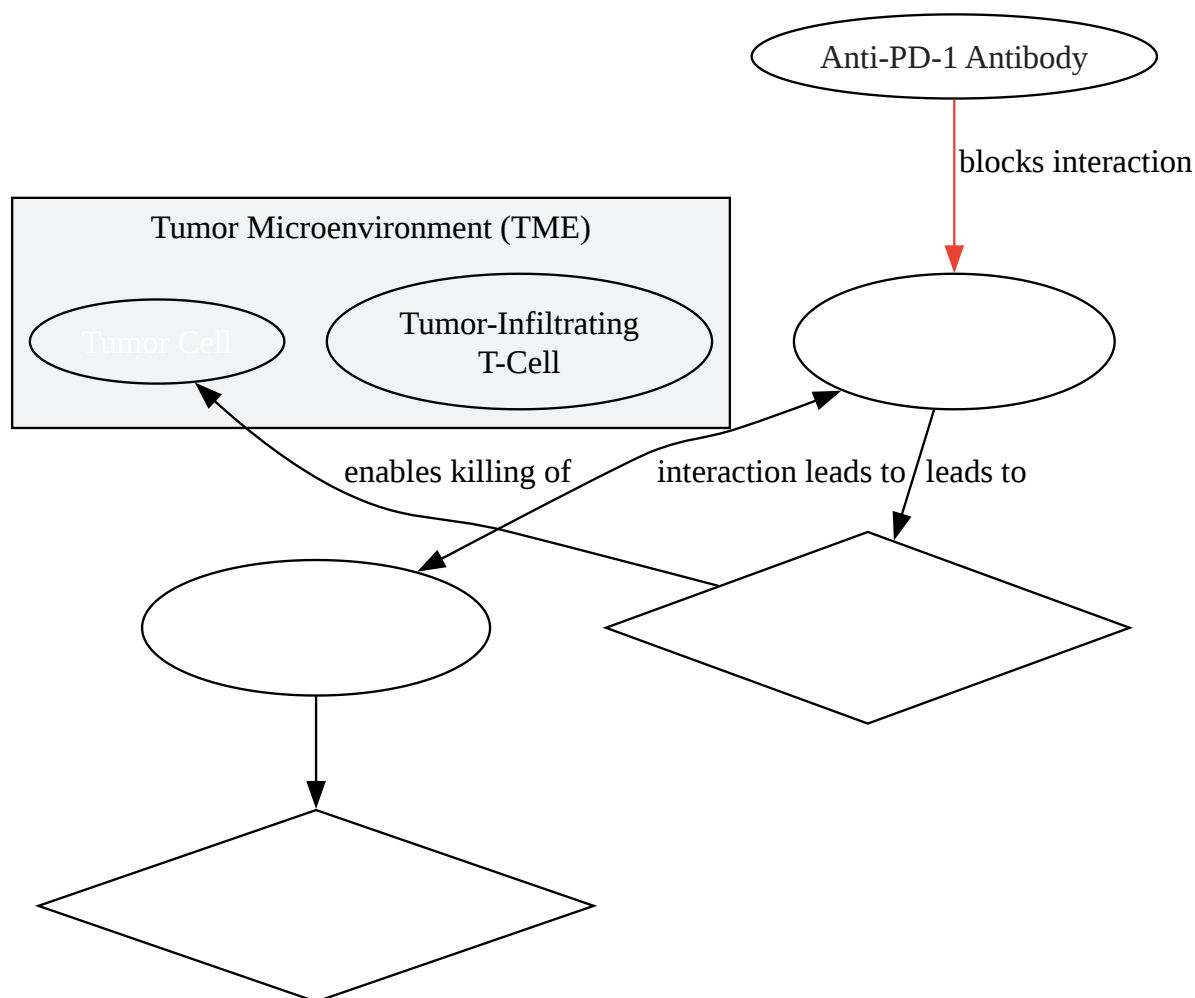 Anti-PD-1 Antibody
blocks interaction
Tumor Microenvironment (TME)
Tumor Cell
Tumor-Infiltrating
T-Cell
enables killing of
interaction leads to
leads to